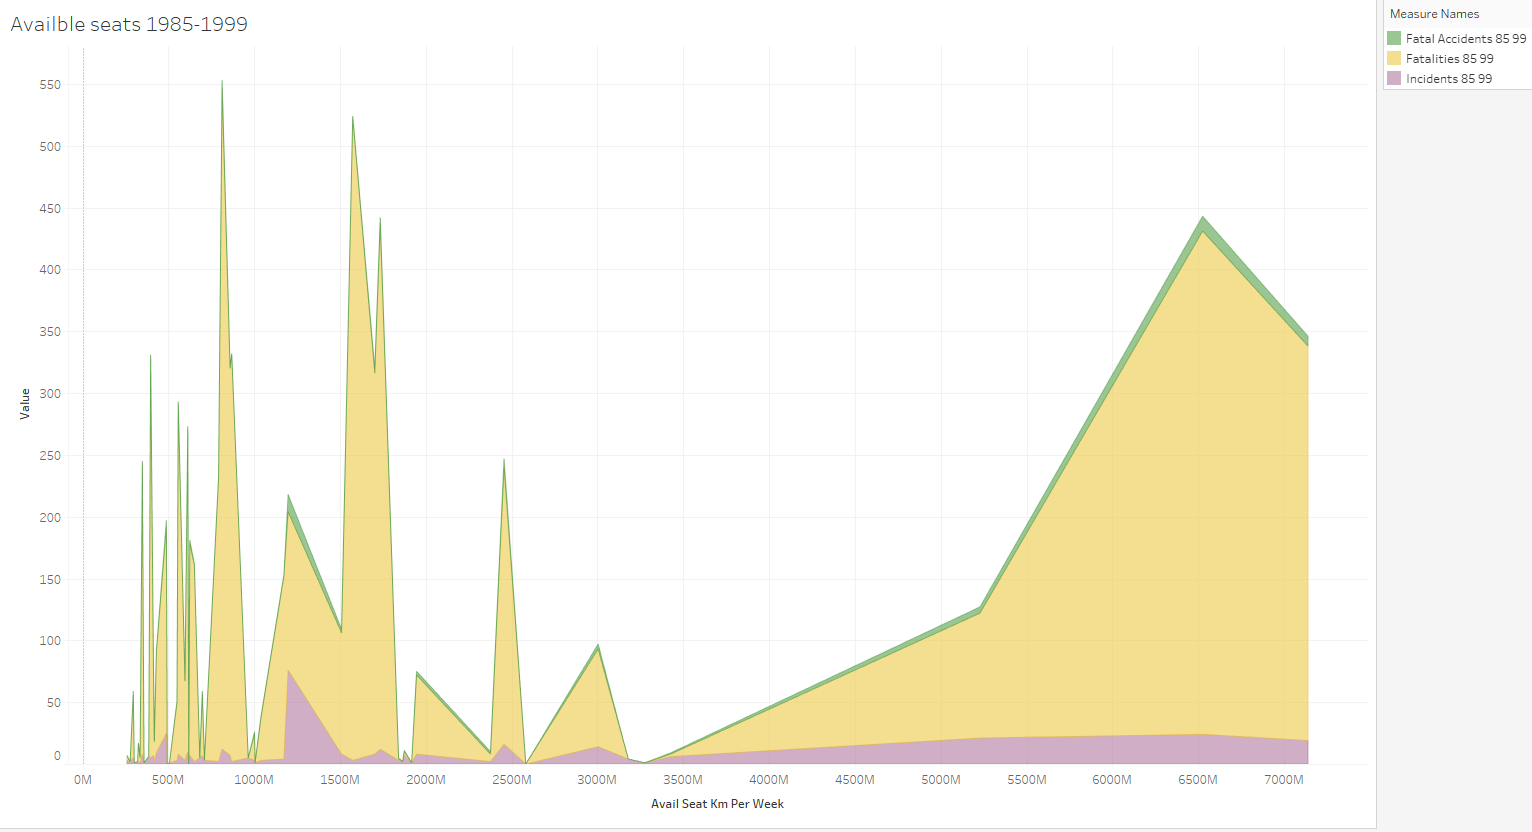 Availble seats 1985-1999
Measure Names
Fatal Accidents 85 99
Fatalities 85 99
Incidents 85 99
550
500
450
400
350
300
250
200
150
100
50
0
Value
0M 500M 1000M 1500M 2000M 2500M 3000M 3500M 4000M 4500M 5000M 5500M 6000M 6500M 7000M
Avail Seat Km Per Week